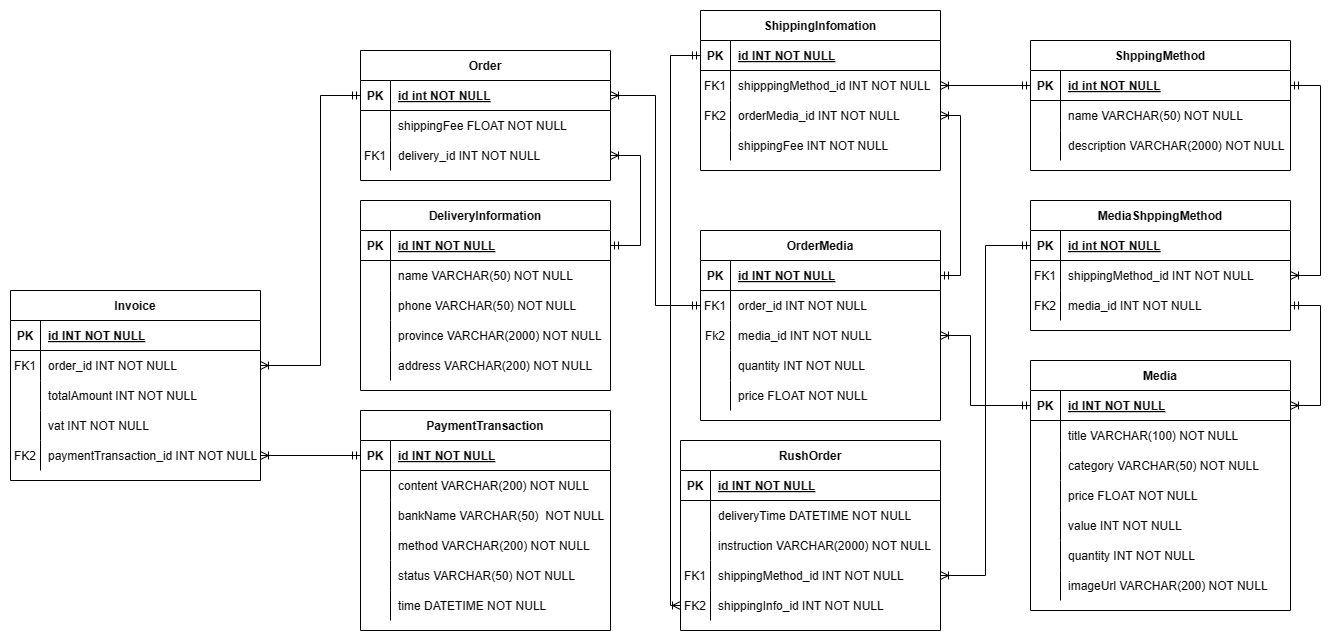 Order
PK id int NOT NULL
shippingFee FLOAT NOT NULL
FK1 delivery_id INT NOT NULL
DeliveryInformation
PK id INT NOT NULL
name VARCHAR(50) NOT NULL
phone VARCHAR(50) NOT NULL
province VARCHAR(2000) NOT NULL
address VARCHAR(200) NOT NULL
Invoice
PK id INT NOT NULL
FK1 order_id INT NOT NULL
totalAmount INT NOT NULL
vat INT NOT NULL
FK2 paymentTransaction_id INT NOT NULL
PaymentTransaction
PK id INT NOT NULL
content VARCHAR(200) NOT NULL
bankName VARCHAR(50) NOT NULL
method VARCHAR(200) NOT NULL
status VARCHAR(50) NOT NULL
time DATETIME NOT NULL
ShippingInfomation
PK id INT NOT NULL
FK1 shipppingMethod_id INT NOT NULL
FK2 orderMedia_id INT NOT NULL
shippingFee INT NOT NULL
OrderMedia
PK id INT NOT NULL
FK1 order_id INT NOT NULL
Fk2 media_id INT NOT NULL
quantity INT NOT NULL
price FLOAT NOT NULL
RushOrder
PK id INT NOT NULL
deliveryTime DATETIME NOT NULL
instruction VARCHAR(2000) NOT NULL
FK1 shippingMethod_id INT NOT NULL
FK2 shippingInfo_id INT NOT NULL
ShppingMethod
PK id int NOT NULL
name VARCHAR(50) NOT NULL
description VARCHAR(2000) NOT NULL
MediaShppingMethod
PK id int NOT NULL
FK1 shippingMethod_id INT NOT NULL
FK2 media_id INT NOT NULL
Media
PK id INT NOT NULL
title VARCHAR(100) NOT NULL
category VARCHAR(50) NOT NULL
price FLOAT NOT NULL
value INT NOT NULL
quantity INT NOT NULL
imageUrl VARCHAR(200) NOT NULL